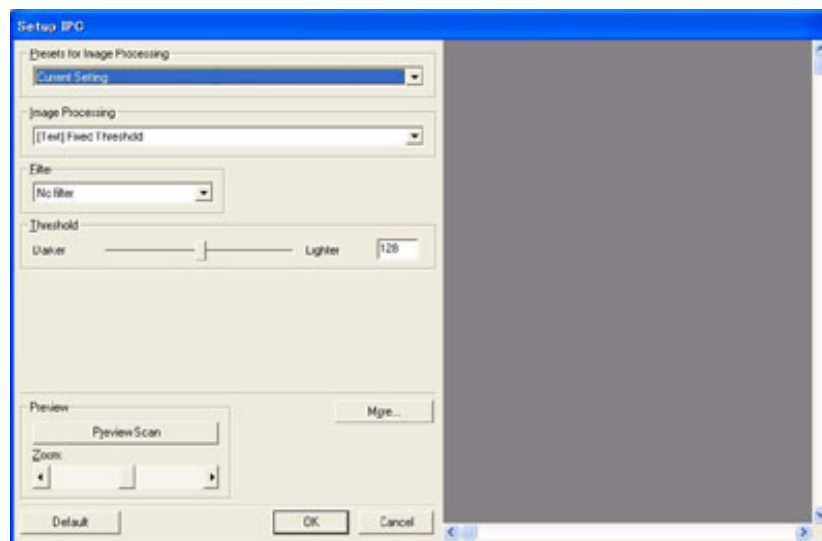 Setup IPC
Presets for Image Processing
Current Setting
Image Processing
[Text] Fixed Threshold
Filter
No filter
Threshold
Darker
Lighter
128
Preview
Preview Scan
Zoom:
More...
Default
OK
Cancel